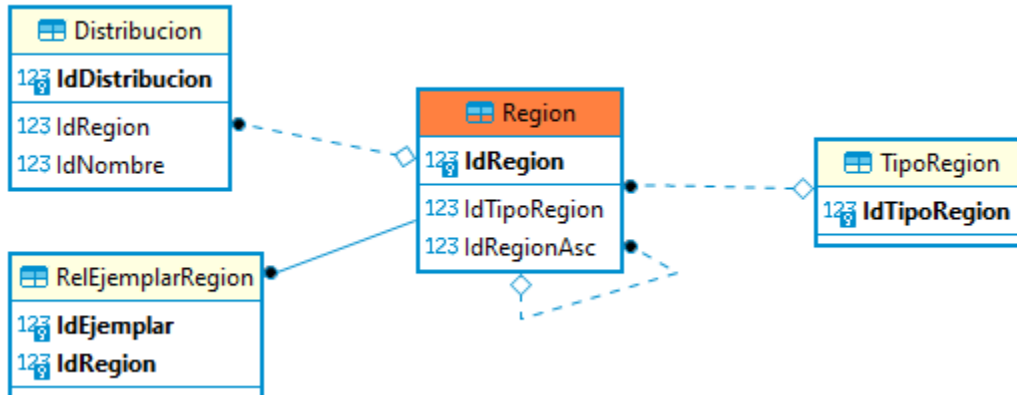 Distribucion
123 IdDistribucion
123 IdRegion
123 IdNombre
Region
123 IdRegion
123 IdTipoRegion
123 IdRegionAsc
TipoRegion
123 IdTipoRegion
RelEjemplarRegion
123 IdEjemplar
123 IdRegion